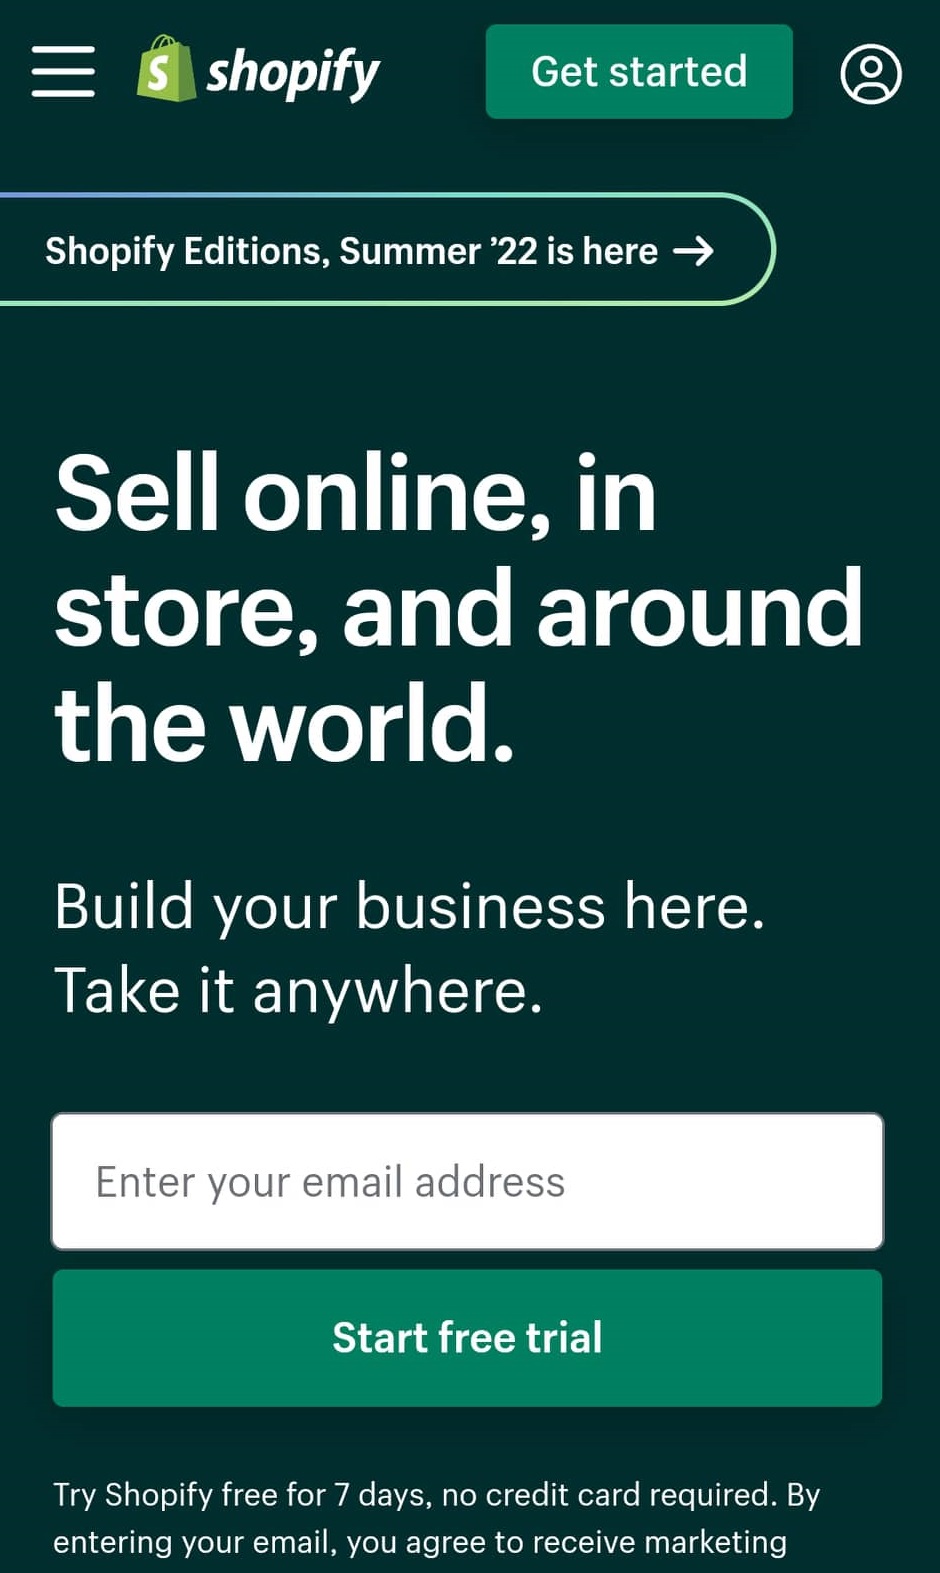 shopify
Get started
Shopify Editions, Summer ’22 is here →
Sell online, in
store, and around
the world.
Build your business here.
Take it anywhere.
Enter your email address
Start free trial
Try Shopify free for 7 days, no credit card required. By
entering your email, you agree to receive marketing